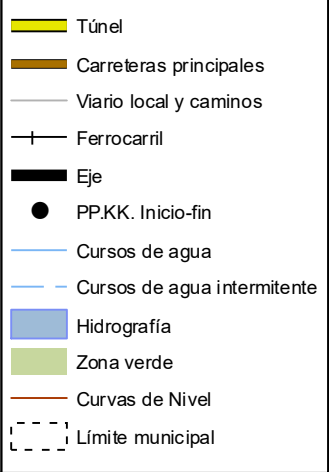 Túnel
Carreteras principales
Viario local y caminos
Ferrocarril
Eje
PP.KK. Inicio-fin
Cursos de agua
Cursos de agua intermitente
Hidrografía
Zona verde
Curvas de Nivel
Límite municipal